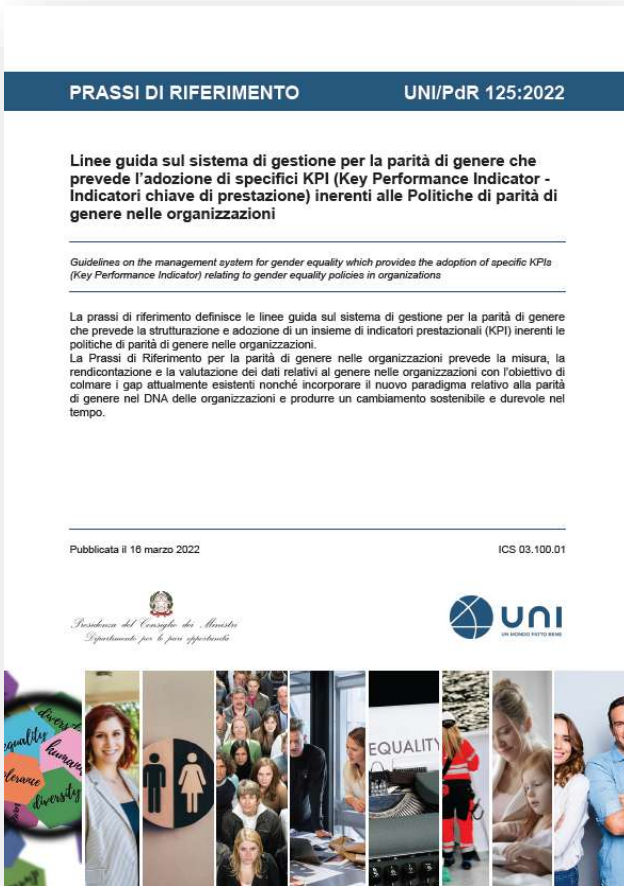 PRASSI DI RIFERIMENTO UNI/PdR 125:2022
Linee guida sul sistema di gestione per la parità di genere che
prevede l'adozione di specifici KPI (Key Performance Indicator -
Indicatori chiave di prestazione) inerenti alle Politiche di parità di
genere nelle organizzazioni
Guidelines on the management system for gender equality which provides the adoption of specific KPIs
(Key Performance Indicator) relating to gender equality policies in organizations
La prassi di riferimento definisce le linee guida sul sistema di gestione per la parità di genere
che prevede la strutturazione e adozione di un insieme di indicatori prestazionali (KPI) inerenti le
politiche di parità di genere nelle organizzazioni.
La Prassi di Riferimento per la parità di genere nelle organizzazioni prevede la misura, la
rendicontazione e la valutazione dei dati relativi al genere nelle organizzazioni con l'obiettivo di
colmare i gap attualmente esistenti nonché incorporare il nuovo paradigma relativo alla parità
di genere nel DNA delle organizzazioni e produrre un cambiamento sostenibile e durevole nel
tempo.
Pubblicata il 16 marzo 2022 ICS 03.100.01
Presidenza del Consiglio dei Ministri
Dipartimento per le pari opportunità
UNI
UN MONDO FATTO BENE
equality
human
diversity
EQUALITY